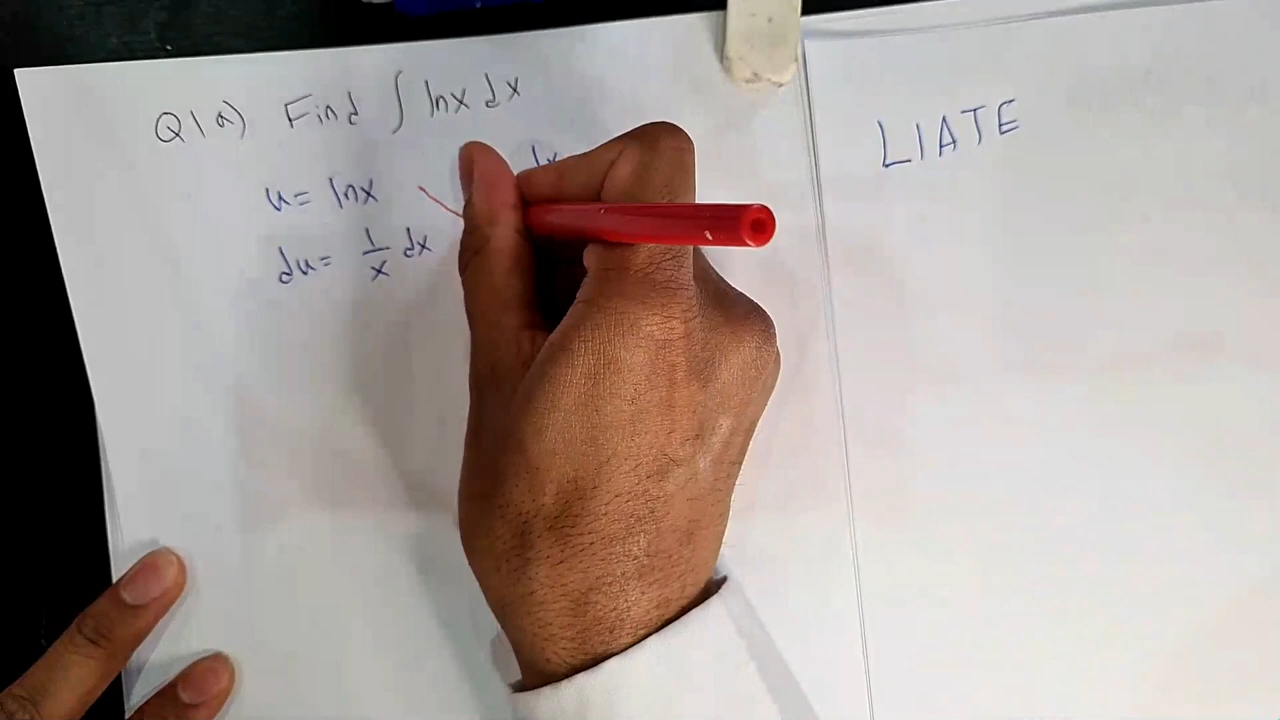 Q1a) Find ∫ lnx dx
LIATE
u= lnx
du= 1/x dx